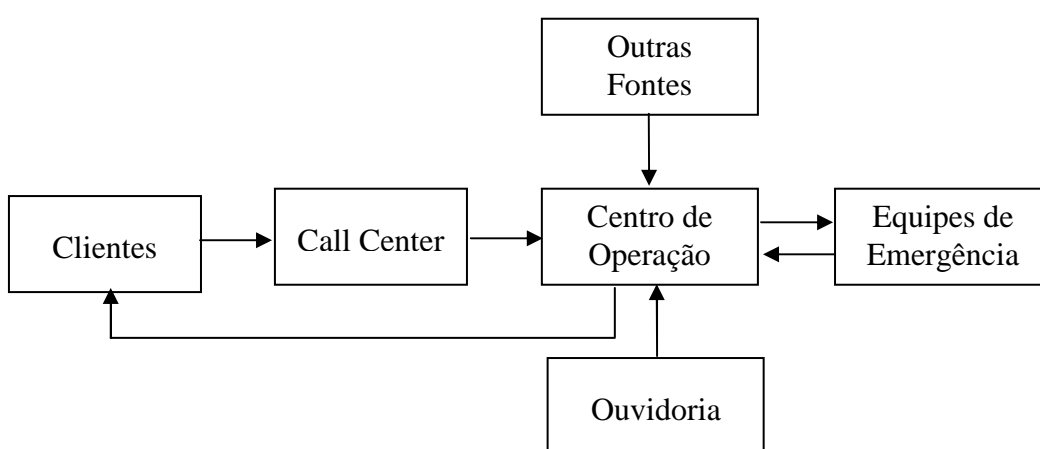 Outras
Fontes
Clientes
Call Center
Centro de
Operação
Equipes de
Emergência
Ouvidoria